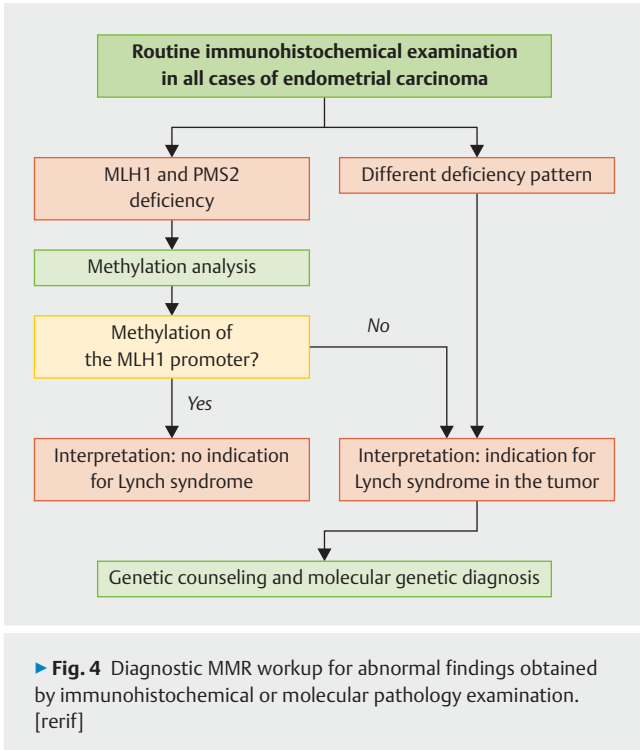 Routine immunohistochemical examination
in all cases of endometrial carcinoma
MLH1 and PMS2
deficiency
Different deficiency pattern
Methylation analysis
Methylation of
the MLH1 promoter?
No
Yes
Interpretation: no indication
for Lynch syndrome
Interpretation: indication for
Lynch syndrome in the tumor
Genetic counseling and molecular genetic diagnosis
▶ Fig. 4 Diagnostic MMR workup for abnormal findings obtained
by immunohistochemical or molecular pathology examination.
[rerif]